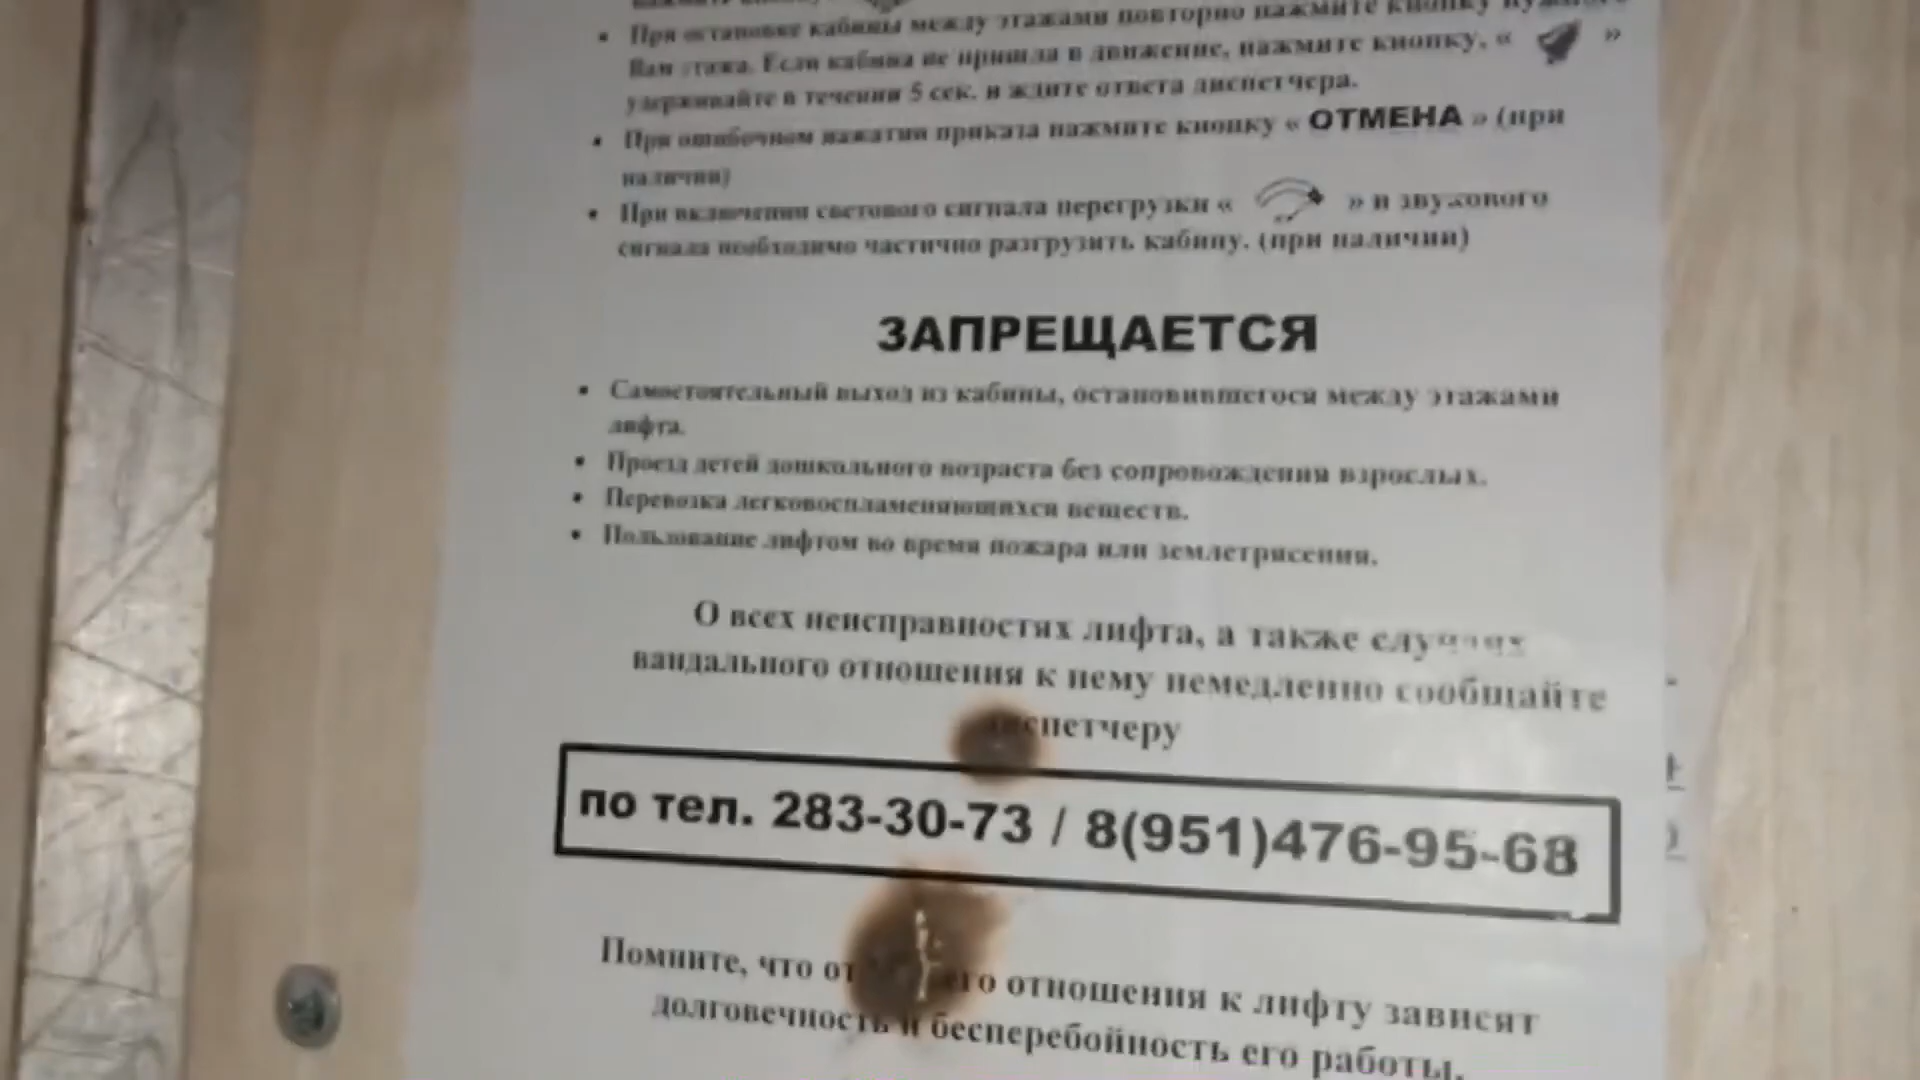 При остановке кабины между этажами повторно нажмите кнопку нужного
Вам этажа. Если кабина не пришла в движение, нажмите кнопку, « »
удерживайте в течении 5 сек. и ждите ответа диспетчера.
При ошибочном нажатии приказа нажмите кнопку « ОТМЕНА » (при
наличии)
При включении светового сигнала перегрузки « » и звукового
сигнала необходимо частично разгрузить кабину. (при наличии)
ЗАПРЕЩАЕТСЯ
Самостоятельный выход из кабины, остановившегося между этажами
лифта.
Проезд детей дошкольного возраста без сопровождения взрослых.
Перевозка легковоспламеняющихся веществ.
Пользование лифтом во время пожара или землетрясения.
О всех неисправностях лифта, а также случаях
вандального отношения к нему немедленно сообщайте
диспетчеру
по тел. 283-30-73 / 8(951)476-95-68
Помните, что от отношения к лифту зависят
долговечность и бесперебойность его работы.